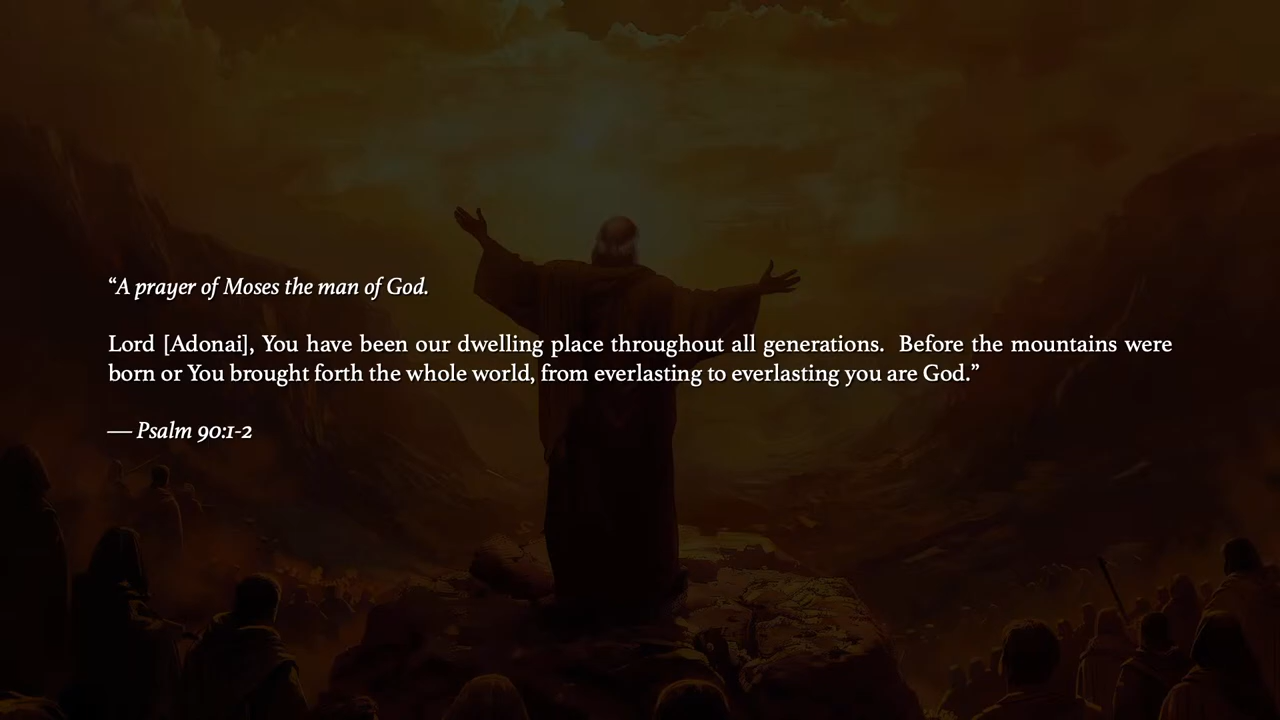 “A prayer of Moses the man of God.
Lord [Adonai], You have been our dwelling place throughout all generations.  Before the mountains were
born or You brought forth the whole world, from everlasting to everlasting you are God.”
— Psalm 90:1-2